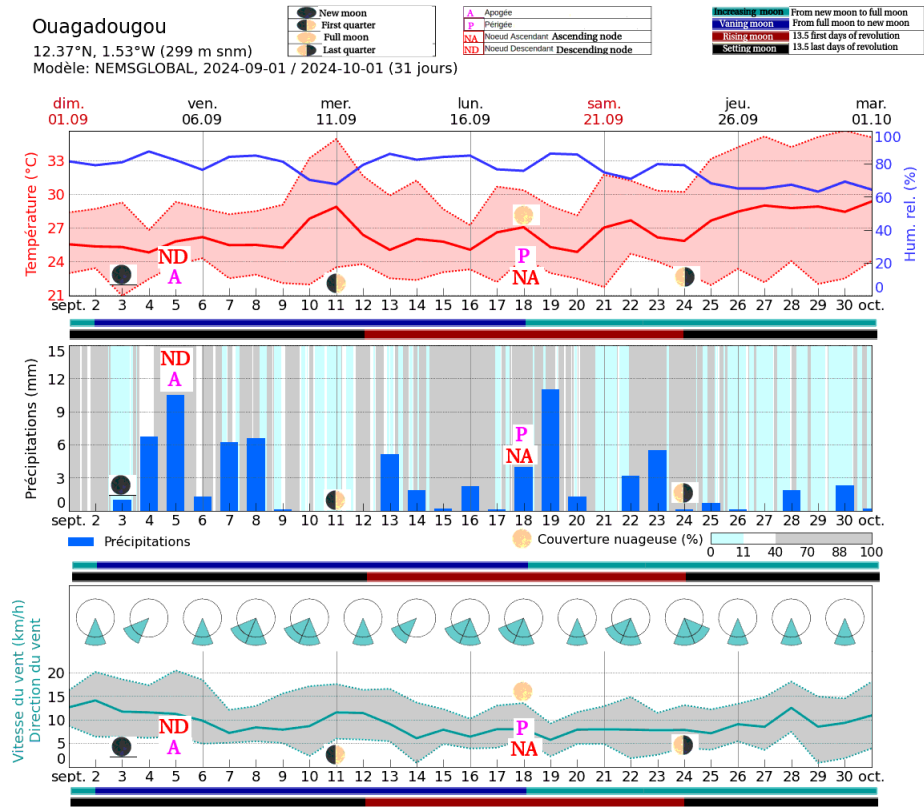 Ouagadougou
12.37°N, 1.53°W (299 m snm)
Modèle: NEMSGLOBAL, 2024-09-01 / 2024-10-01 (31 jours)
New moon
First quarter
Full moon
Last quarter
A Apogée
P Périgée
NA Noeud Ascendant Ascending node
ND Noeud Descendant Descending node
Increasing moon From new moon to full moon
Vaning moon From full moon to new moon
Rising moon 13.5 first days of revolution
Setting moon 13.5 last days of revolution
dim. ven. mer. lun. sam. jeu. mar.
01.09 06.09 11.09 16.09 21.09 26.09 01.10
Température (°C)
33
30
27
24
21
Hum. rel. (%)
100
80
60
40
20
0
ND
A
P
NA
sept. 2 3 4 5 6 7 8 9 10 11 12 13 14 15 16 17 18 19 20 21 22 23 24 25 26 27 28 29 30 oct.
Précipitations (mm)
15
12
9
6
3
0
ND
A
P
NA
sept. 2 3 4 5 6 7 8 9 10 11 12 13 14 15 16 17 18 19 20 21 22 23 24 25 26 27 28 29 30 oct.
Précipitations
Couverture nuageuse (%)
0 11 40 70 88 100
Vitesse du vent (km/h)
Direction du vent
20
15
10
5
0
ND
A
P
NA
sept. 2 3 4 5 6 7 8 9 10 11 12 13 14 15 16 17 18 19 20 21 22 23 24 25 26 27 28 29 30 oct.